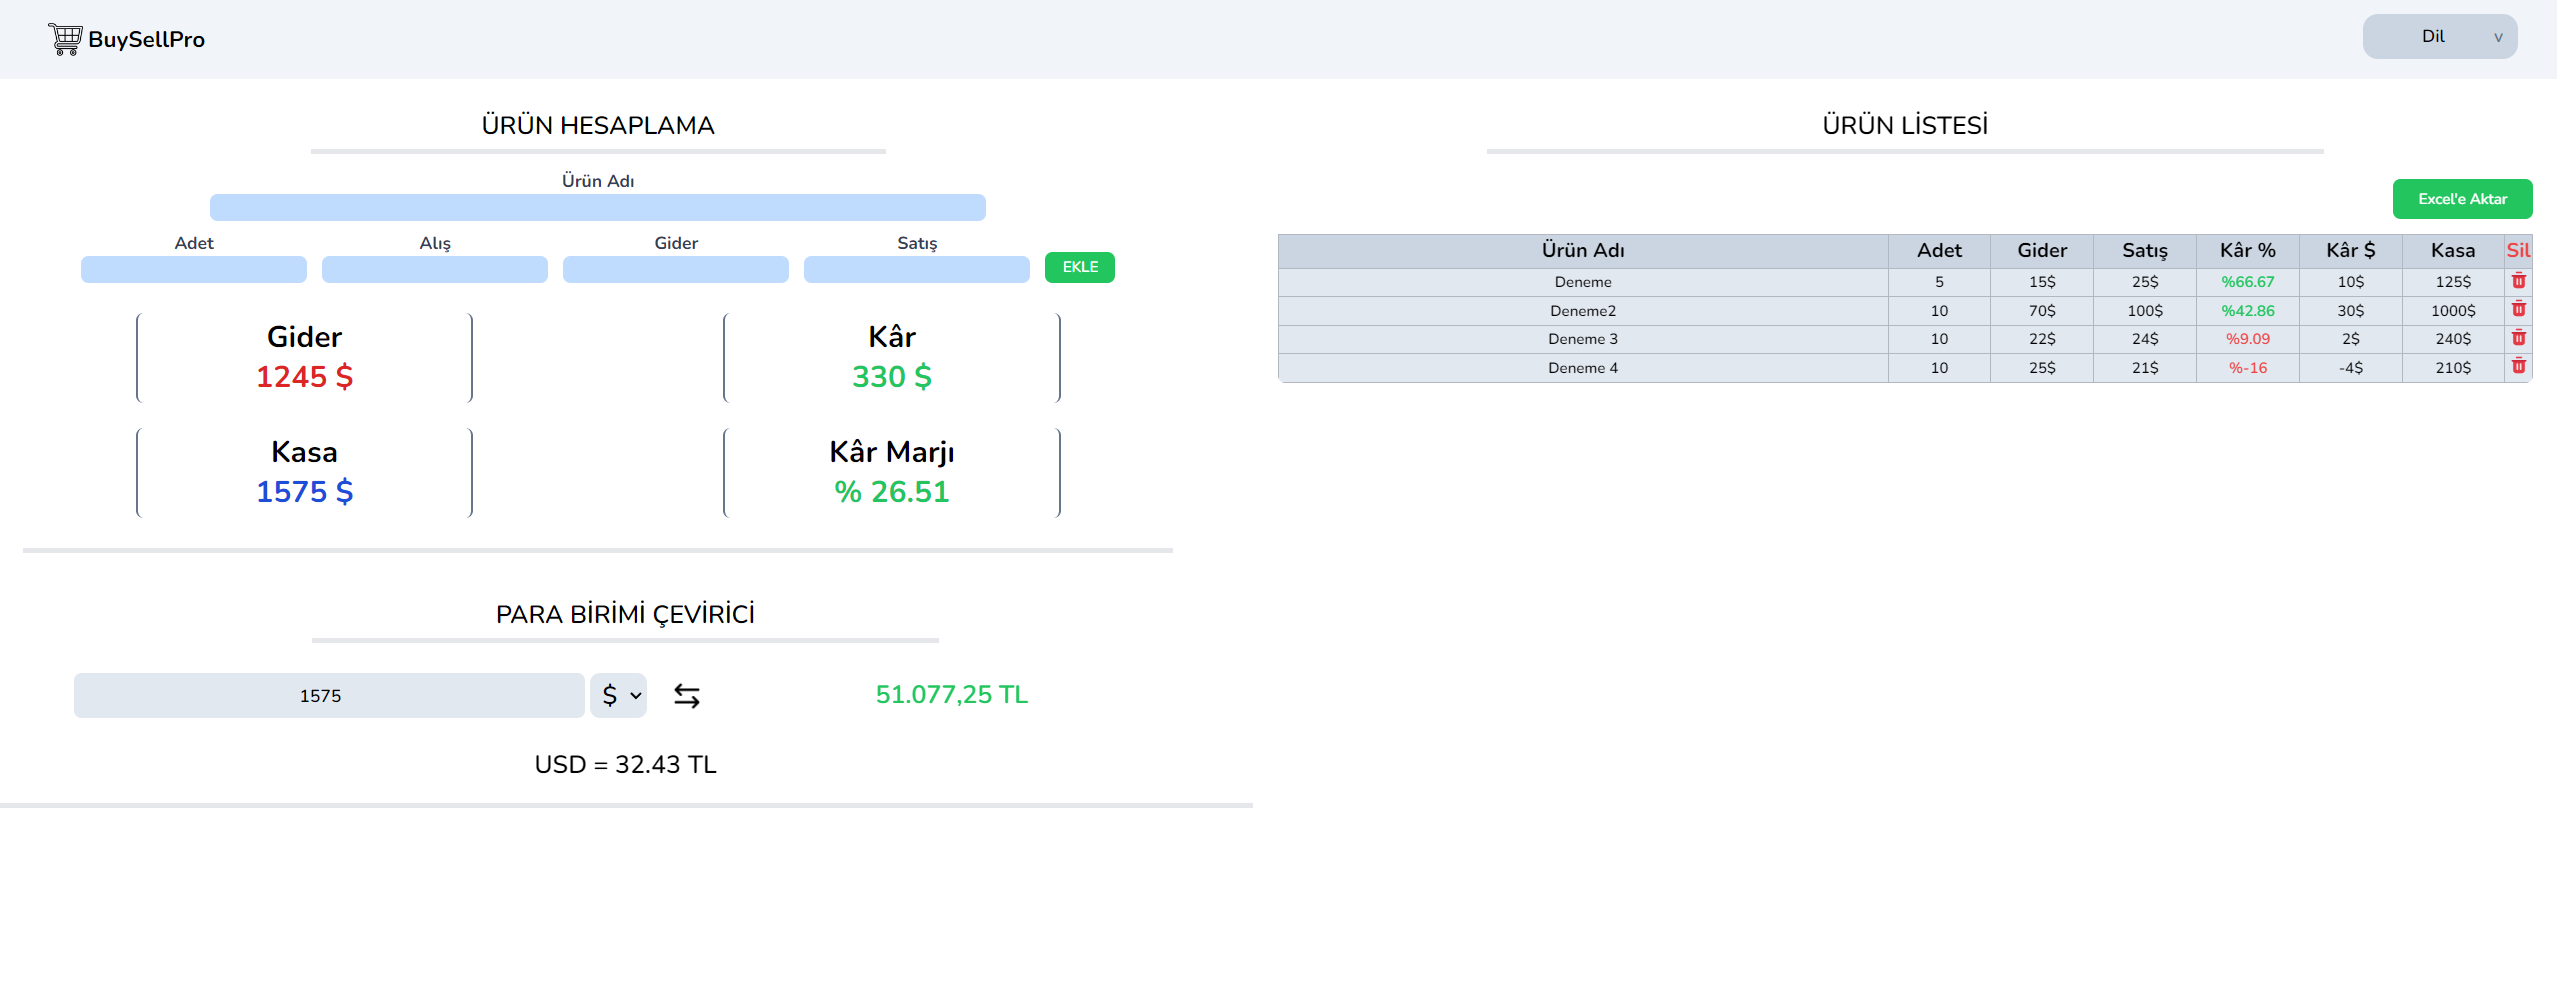 BuySellPro
Dil v
ÜRÜN HESAPLAMA
Ürün Adı
Adet Alış Gider Satış
EKLE
Gider
1245 $
Kâr
330 $
Kasa
1575 $
Kâr Marjı
% 26.51
PARA BİRİMİ ÇEVİRİCİ
1575 $ 51.077,25 TL
USD = 32.43 TL
ÜRÜN LİSTESİ
Excel'e Aktar
Ürün Adı Adet Gider Satış Kâr % Kâr $ Kasa Sil
Deneme 5 15$ 25$ %66.67 10$ 125$
Deneme2 10 70$ 100$ %42.86 30$ 1000$
Deneme 3 10 22$ 24$ %9.09 2$ 240$
Deneme 4 10 25$ 21$ %-16 -4$ 210$